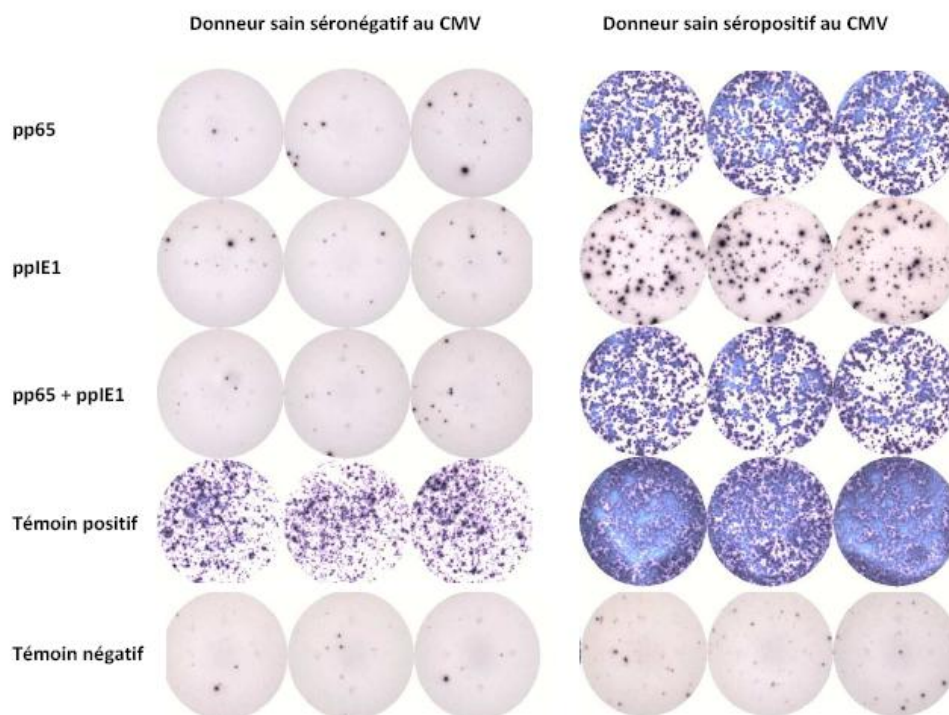 Donneur sain séronégatif au CMV
Donneur sain séropositif au CMV
pp65
ppIE1
pp65 + ppIE1
Témoin positif
Témoin négatif